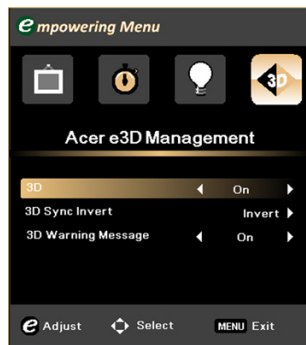 e mpowering Menu
3D
Acer e3D Management
3D On
3D Sync Invert Invert
3D Warning Message On
e Adjust Select MENU Exit